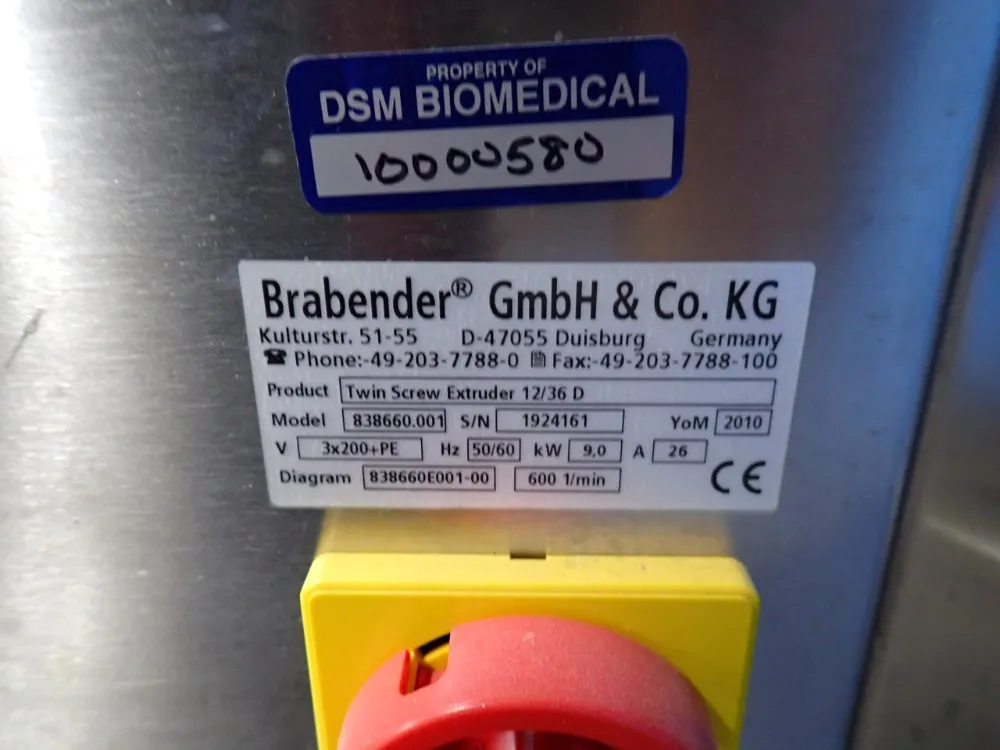 PROPERTY OF
DSM BIOMEDICAL
10000580
Brabender® GmbH & Co. KG
Kulturstr. 51-55 D-47055 Duisburg Germany
☎ Phone:-49-203-7788-0 Fax:-49-203-7788-100
Product Twin Screw Extruder 12/36 D
Model 838660.001 S/N 1924161 YoM 2010
V 3x200+PE Hz 50/60 kW 9,0 A 26
Diagram 838660E001-00 600 1/min CE